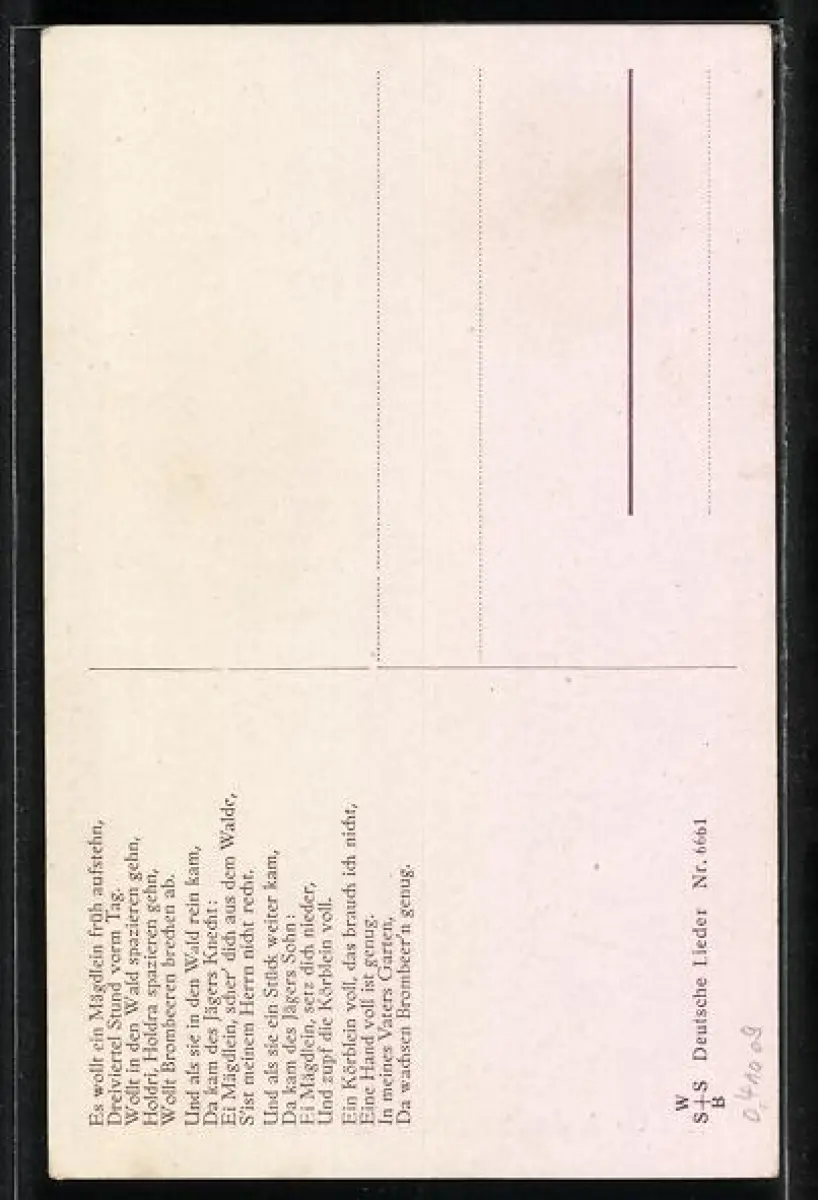 Es wollt ein Mägdlein früh aufstehn,
Dreiviertel Stund vorm Tag.
Wollt in den Wald spazieren gehn,
Holdri, Holdra spazieren gehn,
Wollt Brombeeren brechen ab.
Und als sie in den Wald rein kam,
Da kam des Jägers Knecht:
Ei Mägdlein, scher' dich aus dem Walde,
S'ist meinem Herrn nicht recht.
Und als sie ein Stück weiter kam,
Da kam des Jägers Sohn:
Ei Mägdlein, setz dich nieder,
Und zupf die Körblein voll.
Ein Körblein voll, das brauch ich nicht,
Eine Hand voll ist genug.
In meines Vaters Garten,
Da wachsen Brombeer'n genug.
W
S+S Deutsche Lieder Nr. 6661
B